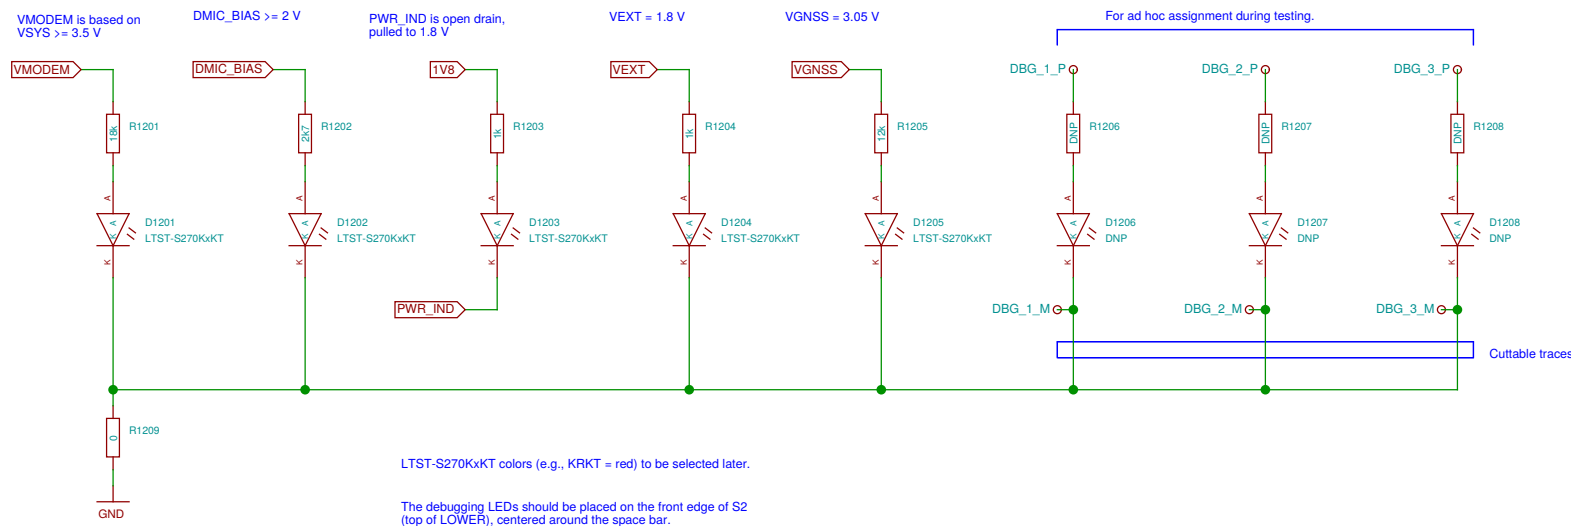 VMODEM is based on
VSYS >= 3.5 V
DMIC_BIAS >= 2 V
PWR_IND is open drain,
pulled to 1.8 V
VEXT = 1.8 V
VGNSS = 3.05 V
For ad hoc assignment during testing.
VMODEM
DMIC_BIAS
1V8
VEXT
VGNSS
DBG_1_P
DBG_2_P
DBG_3_P
18k
R1201
2k7
R1202
1k
R1203
1k
R1204
12k
R1205
DNP
R1206
DNP
R1207
DNP
R1208
A
A
A
A
A
A
A
A
A
K
D1201
LTST-S270KxKT
A
K
D1202
LTST-S270KxKT
A
K
D1203
LTST-S270KxKT
A
K
D1204
LTST-S270KxKT
A
K
D1205
LTST-S270KxKT
A
K
D1206
DNP
A
K
D1207
DNP
A
K
D1208
DNP
K
K
K
K
K
K
K
K
PWR_IND
DBG_1_M
DBG_2_M
DBG_3_M
Cuttable traces
0
R1209
GND
LTST-S270KxKT colors (e.g., KRKT = red) to be selected later.
The debugging LEDs should be placed on the front edge of S2
(top of LOWER), centered around the space bar.